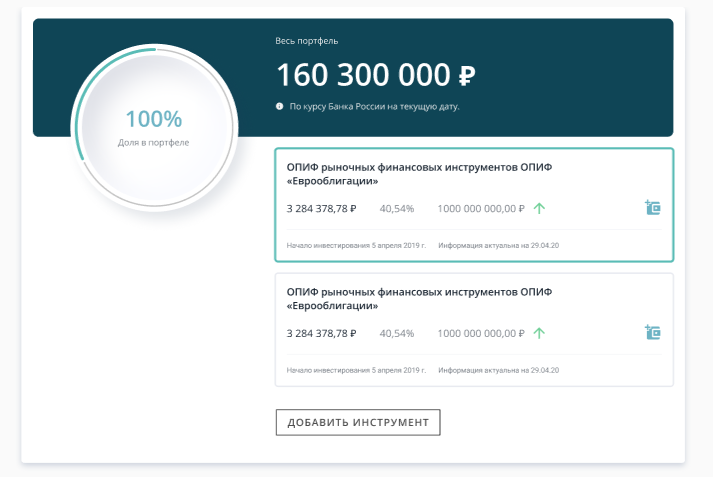 100%
Доля в портфеле
Весь портфель
160 300 000 ₽
По курсу Банка России на текущую дату.
ОПИФ рыночных финансовых инструментов ОПИФ
«Еврооблигации»
3 284 378,78 ₽ 40,54% 1000 000 000,00 ₽
Начало инвестирования 5 апреля 2019 г. Информация актуальна на 29.04.20
ОПИФ рыночных финансовых инструментов ОПИФ
«Еврооблигации»
3 284 378,78 ₽ 40,54% 1000 000 000,00 ₽
Начало инвестирования 5 апреля 2019 г. Информация актуальна на 29.04.20
ДОБАВИТЬ ИНСТРУМЕНТ